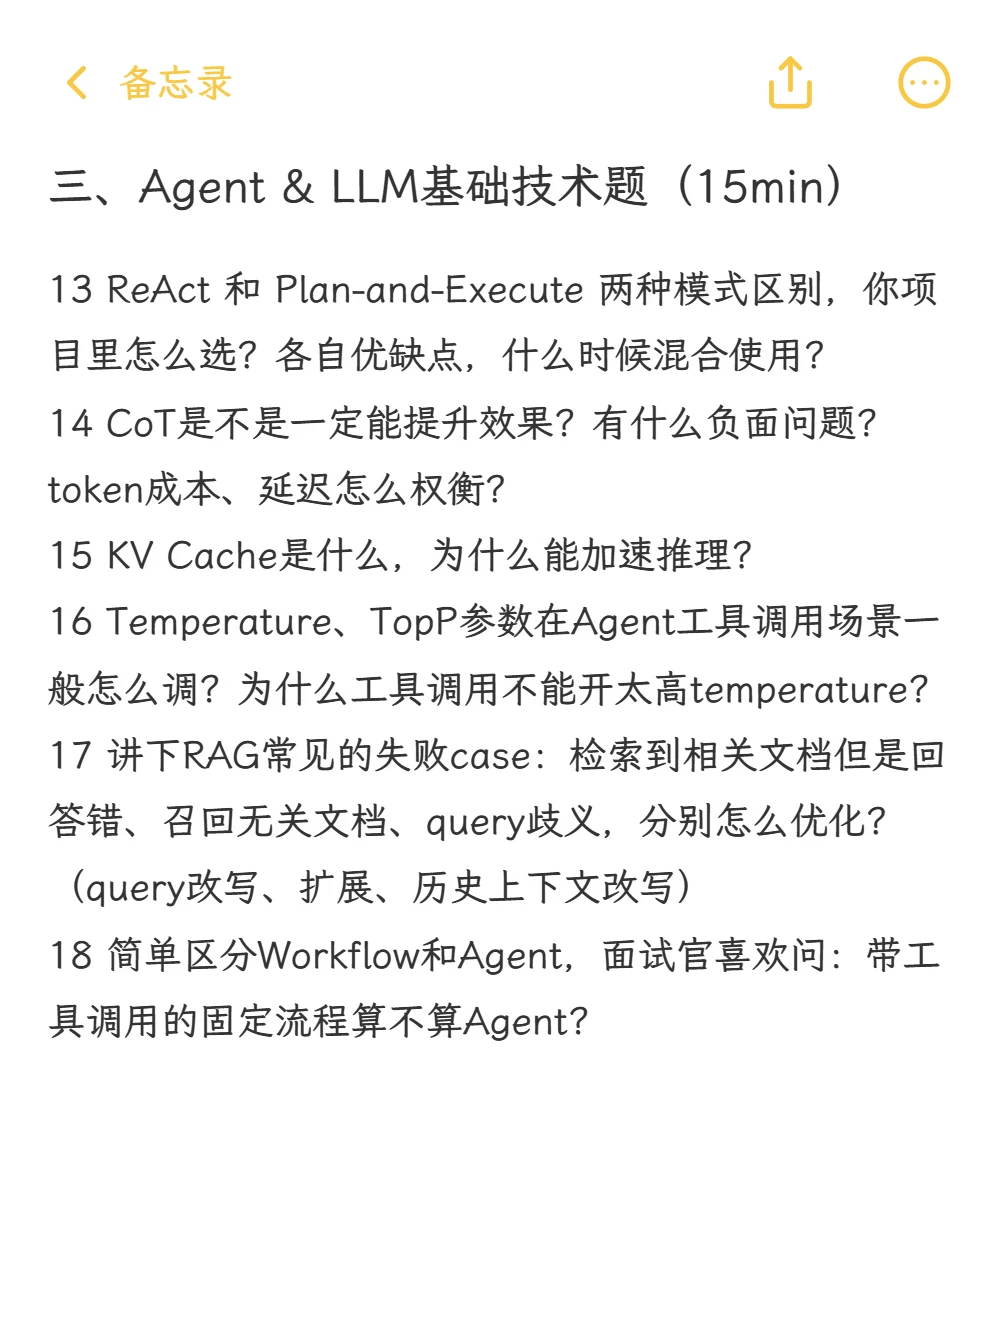 备忘录
三、Agent & LLM基础技术题（15min）
13 ReAct 和 Plan-and-Execute 两种模式区别，你项
目里怎么选？各自优缺点，什么时候混合使用？
14 CoT是不是一定能提升效果？有什么负面问题？
token成本、延迟怎么权衡？
15 KV Cache是什么，为什么能加速推理？
16 Temperature、TopP参数在Agent工具调用场景一
般怎么调？为什么工具调用不能开太高temperature？
17 讲下RAG常见的失败case：检索到相关文档但是回
答错、召回无关文档、query歧义，分别怎么优化？
（query改写、扩展、历史上下文改写）
18 简单区分Workflow和Agent，面试官喜欢问：带工
具调用的固定流程算不算Agent？